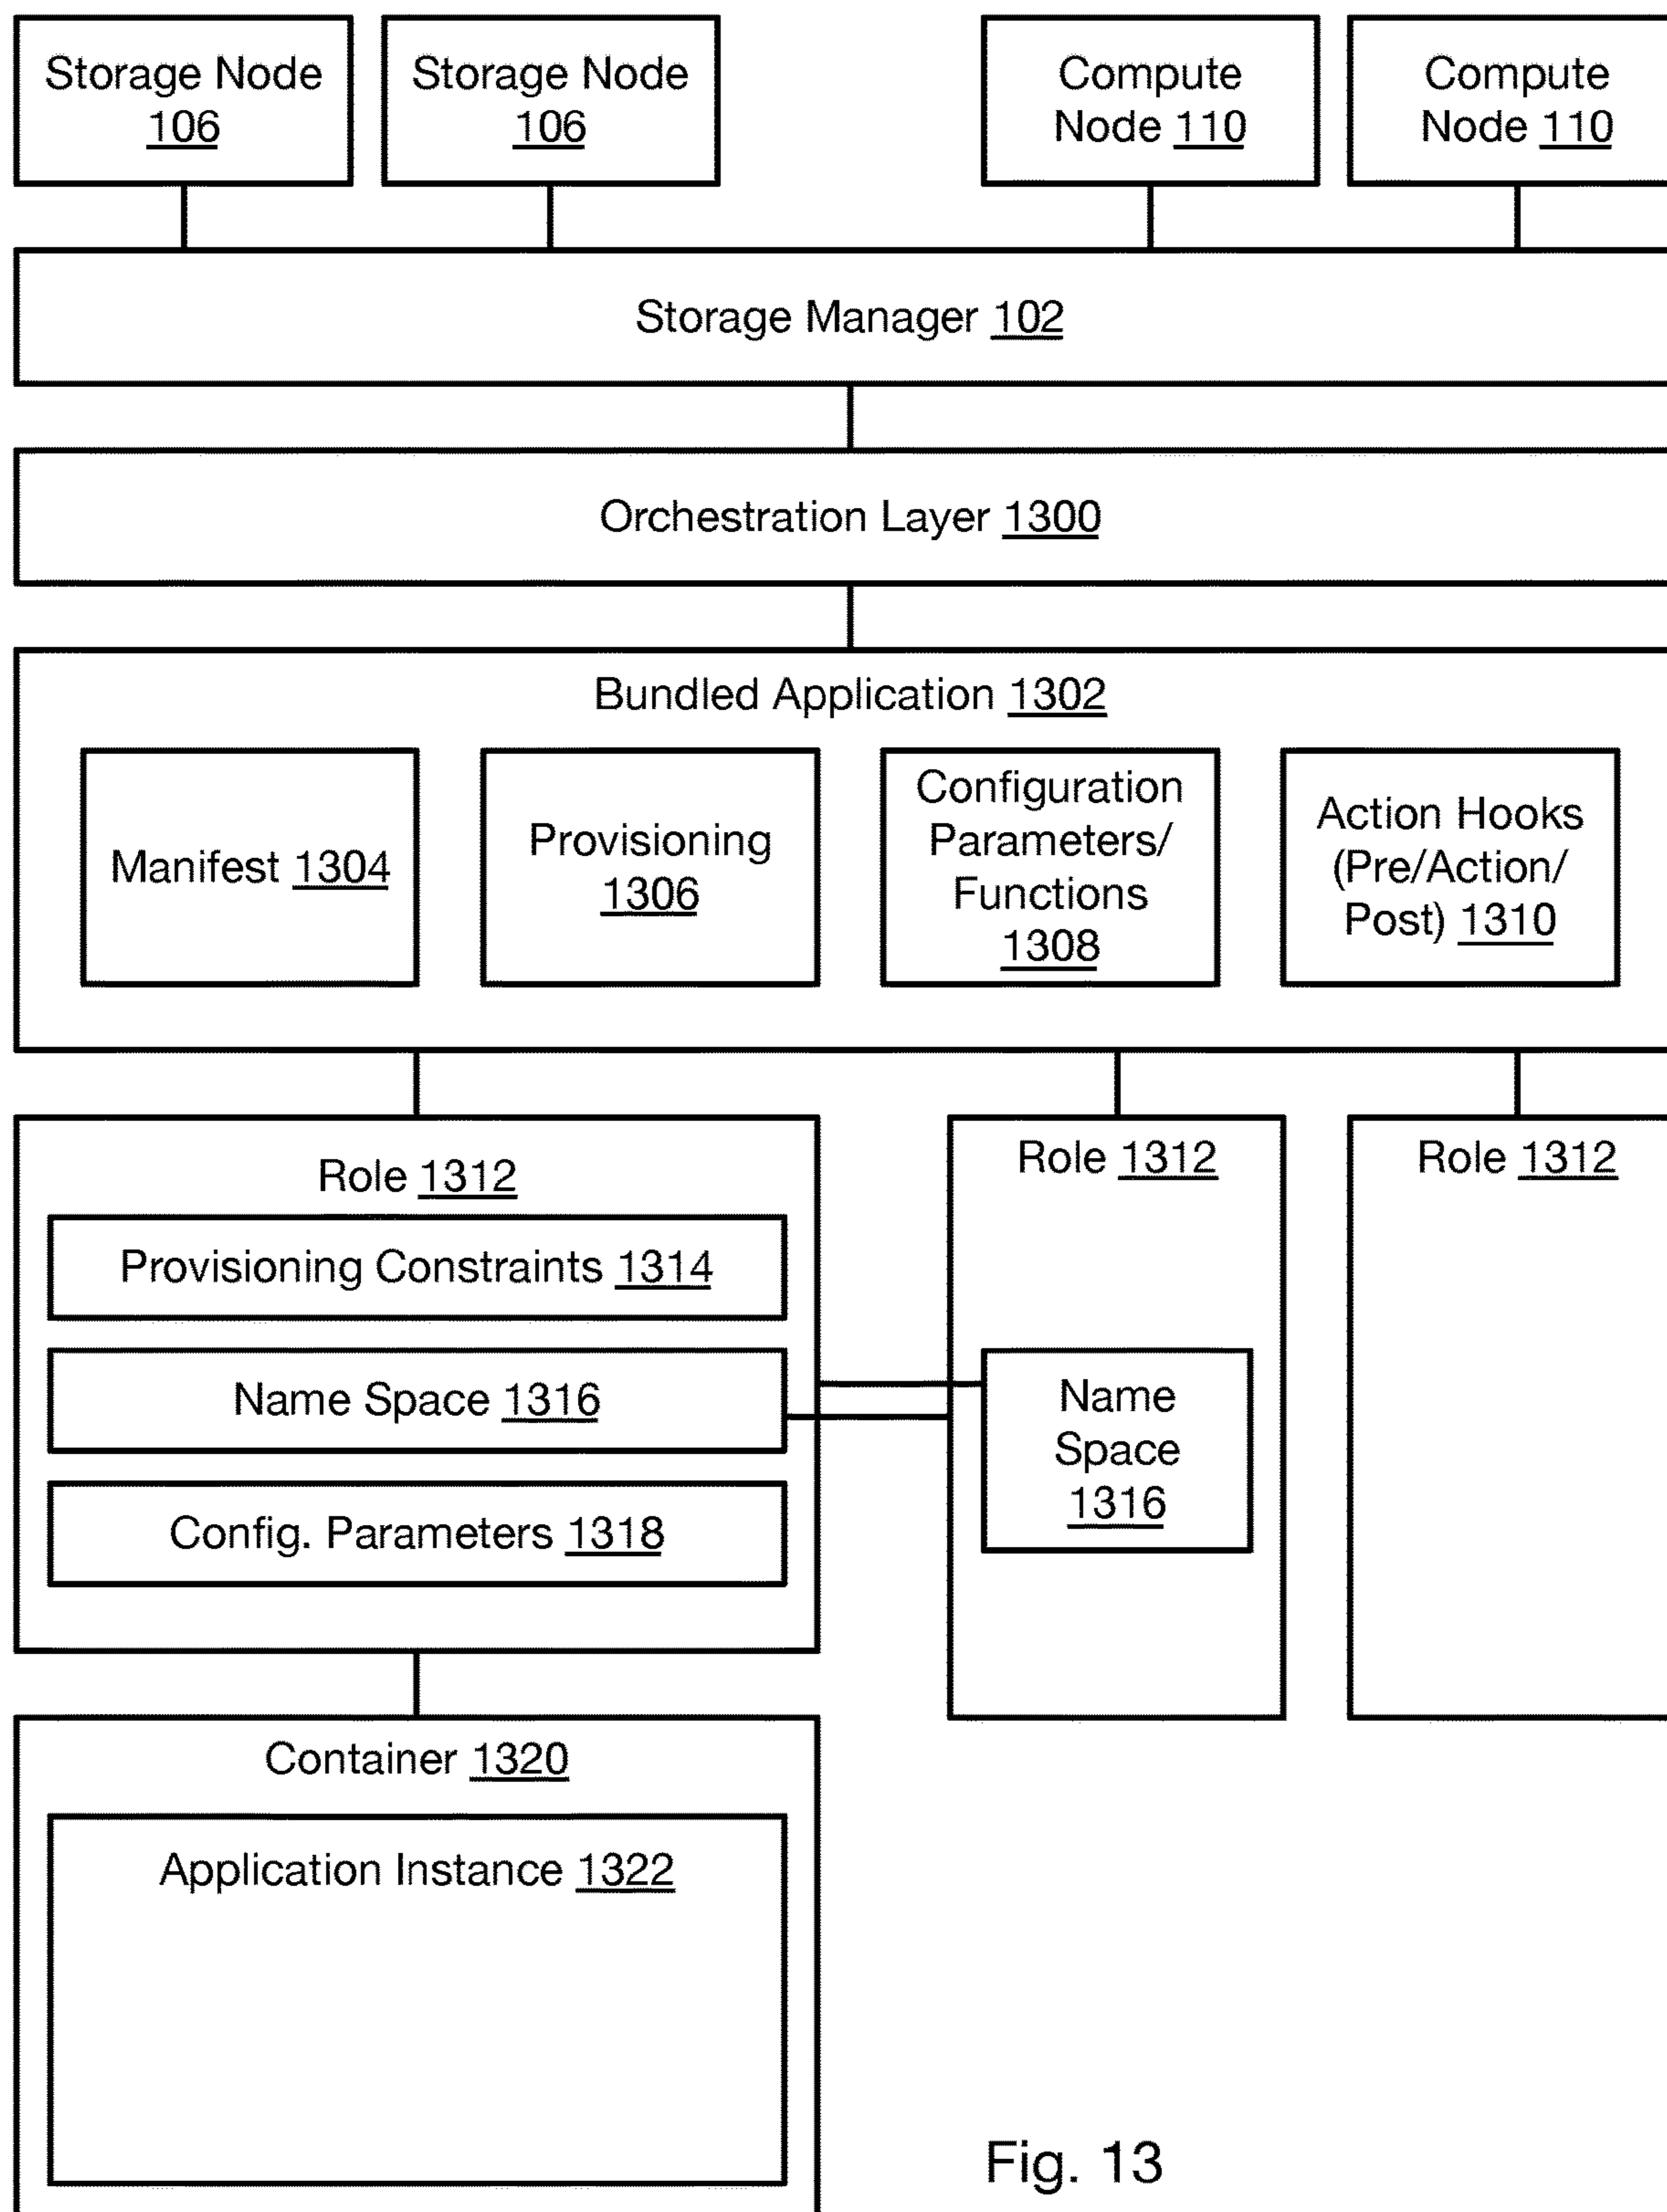 Storage Node
106
Storage Node
106
Compute
Node 110
Compute
Node 110
Storage Manager 102
Orchestration Layer 1300
Bundled Application 1302
Manifest 1304
Provisioning
1306
Configuration
Parameters/
Functions
1308
Action Hooks
(Pre/Action/
Post) 1310
Role 1312
Provisioning Constraints 1314
Name Space 1316
Config. Parameters 1318
Role 1312
Name
Space
1316
Role 1312
Container 1320
Application Instance 1322
Fig. 13